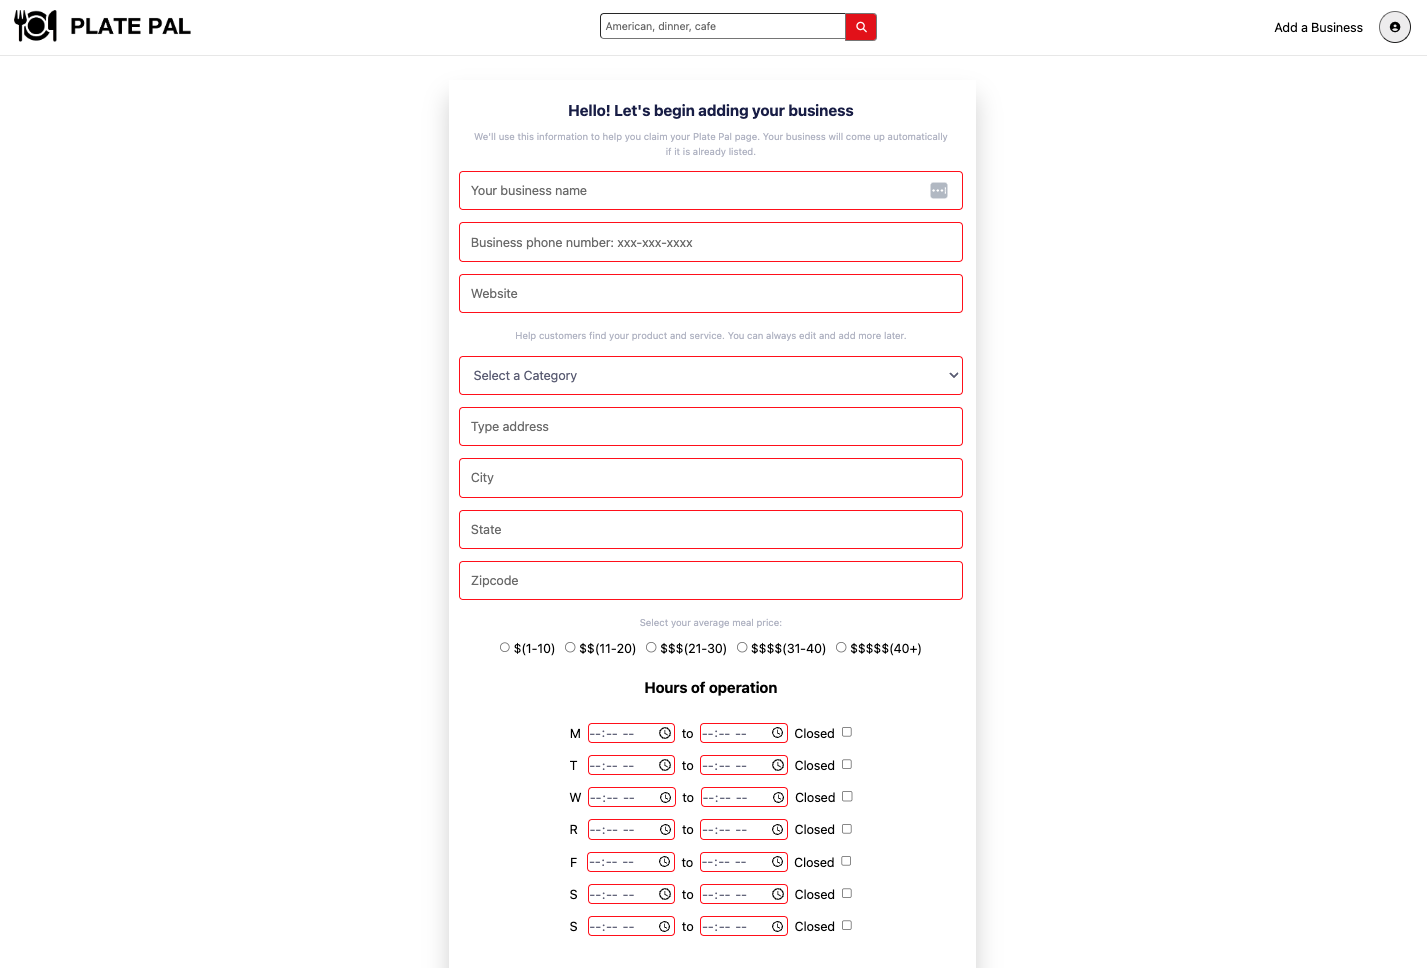 PLATE PAL
American, dinner, cafe
Add a Business
Hello! Let's begin adding your business
We'll use this information to help you claim your Plate Pal page. Your business will come up automatically
if it is already listed.
Your business name
Business phone number: xxx-xxx-xxxx
Website
Help customers find your product and service. You can always edit and add more later.
Select a Category
Type address
City
State
Zipcode
Select your average meal price:
$(1-10) $$(11-20) $$$(21-30) $$$$(31-40) $$$$$(40+)
Hours of operation
M --:-- -- to --:-- -- Closed
T --:-- -- to --:-- -- Closed
W --:-- -- to --:-- -- Closed
R --:-- -- to --:-- -- Closed
F --:-- -- to --:-- -- Closed
S --:-- -- to --:-- -- Closed
S --:-- -- to --:-- -- Closed